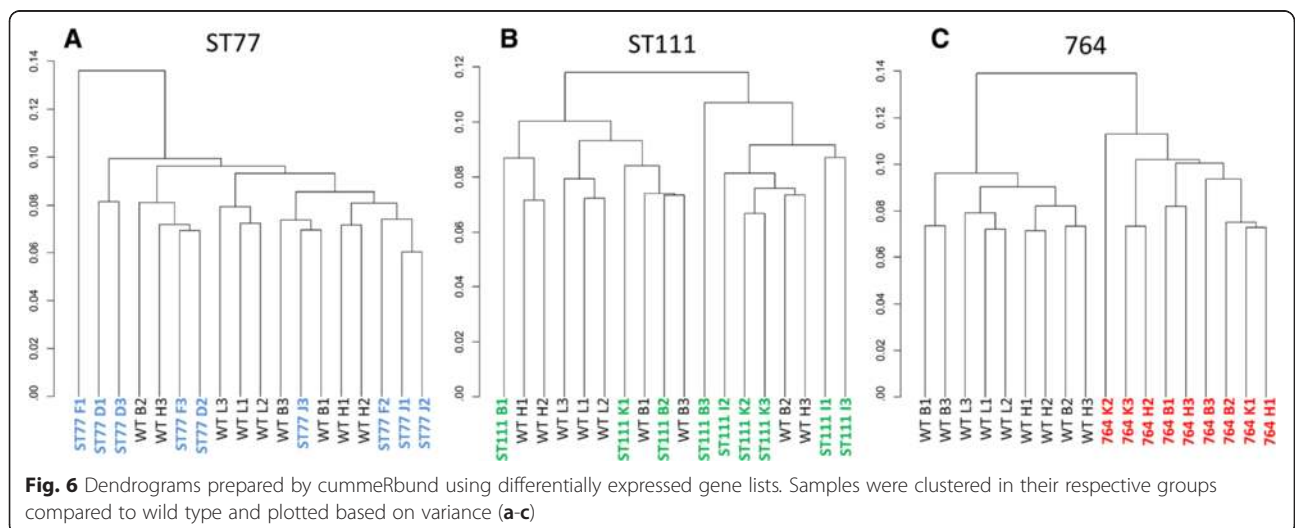 A
ST77
B
ST111
C
764
0.14
0.12
0.10
0.08
0.06
0.04
0.02
.00
ST77 F1
ST77 D1
ST77 D3
WT B2
WT H3
ST77 F3
ST77 D2
WT L3
WT L1
WT L2
WT B3
ST77 J3
WT B1
WT H1
WT H2
ST77 F2
ST77 J1
ST77 J2
0.12
0.10
0.08
0.06
0.04
0.02
.00
ST111 B1
WT H1
WT H2
WT L3
WT L1
WT L2
ST111 K1
WT B1
ST111 B2
WT B3
ST111 B3
ST111 I2
ST111 K2
ST111 K3
WT B2
WT H3
ST111 I1
ST111 I3
0.14
0.12
0.10
0.08
0.06
0.04
0.02
.00
WT B1
WT B3
WT L3
WT L1
WT L2
WT H1
WT H2
WT B2
WT H3
764 K2
764 K3
764 H2
764 B1
764 H3
764 B3
764 B2
764 K1
764 H1
Fig. 6 Dendrograms prepared by cummeRbund using differentially expressed gene lists. Samples were clustered in their respective groups
compared to wild type and plotted based on variance (a-c)